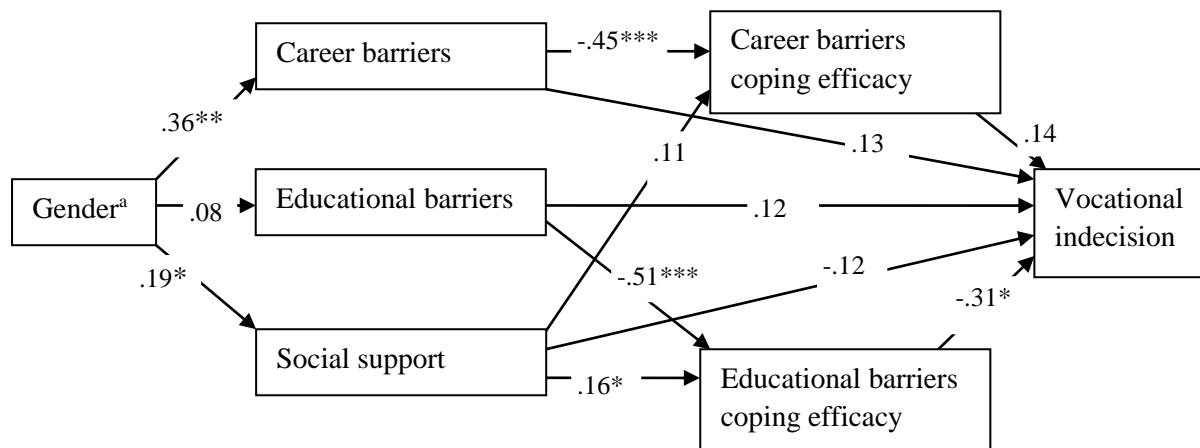 Career barriers
-.45***
Career barriers
coping efficacy
.36**
.11
.13
.14
Genderᵃ
.08
Educational barriers
.12
Vocational
indecision
.19*
-.51***
-.12
-.31*
Social support
.16*
Educational barriers
coping efficacy